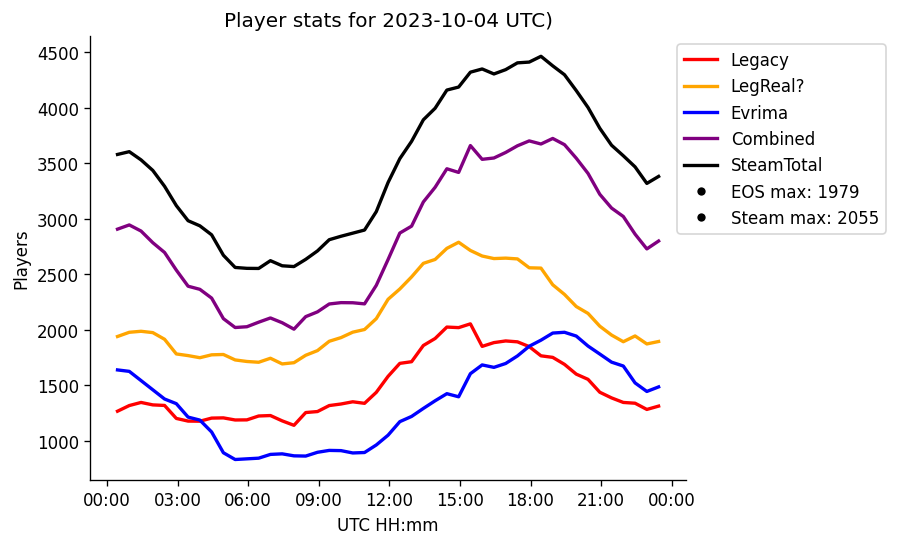 Player stats for 2023-10-04 UTC)
Legacy
LegReal?
Evrima
Combined
SteamTotal
EOS max: 1979
Steam max: 2055
Players
4500
4000
3500
3000
2500
2000
1500
1000
00:00 03:00 06:00 09:00 12:00 15:00 18:00 21:00 00:00
UTC HH:mm